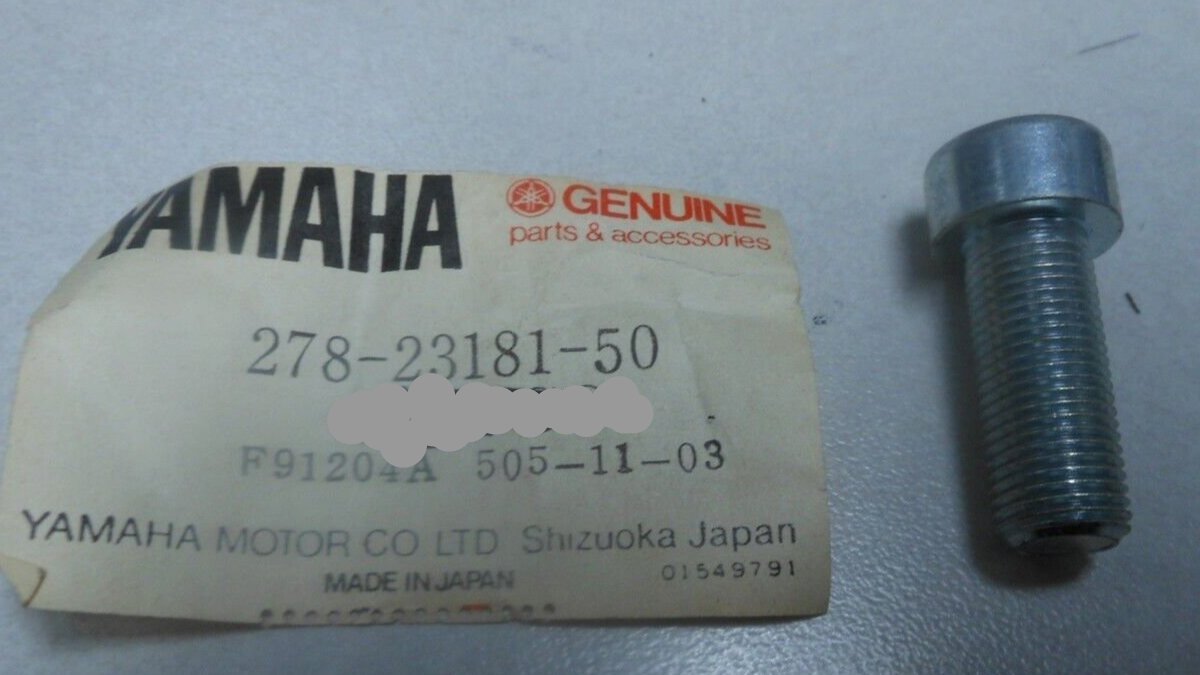 YAMAHA
GENUINE
parts & accessories
278-23181-50
F91204A 505-11-03
YAMAHA MOTOR CO LTD Shizuoka Japan
MADE IN JAPAN
01549791